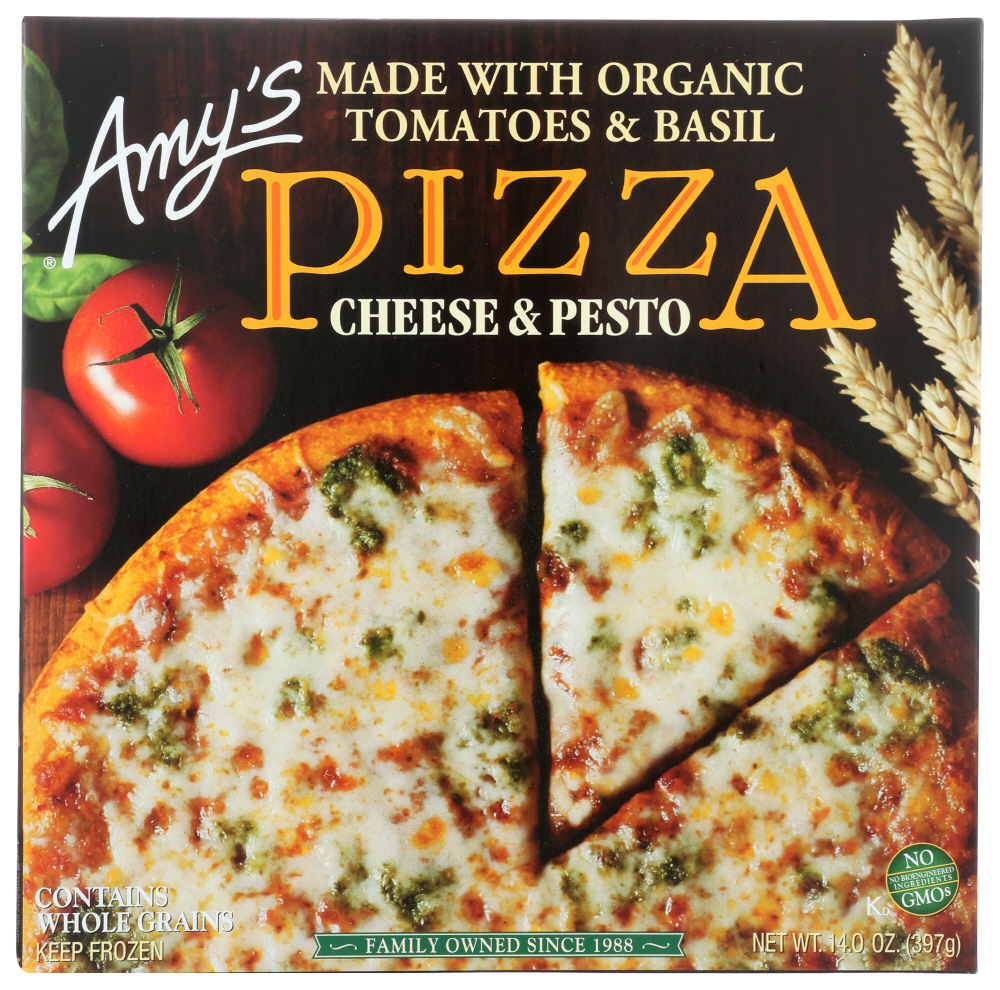 Amy's
®
MADE WITH ORGANIC
TOMATOES & BASIL
PIZZA
CHEESE & PESTO
CONTAINS
WHOLE GRAINS
KEEP FROZEN
FAMILY OWNED SINCE 1988
NO
NO BIOENGINEERED
INGREDIENTS
GMOs
KD
NET WT. 14.0 OZ. (397g)